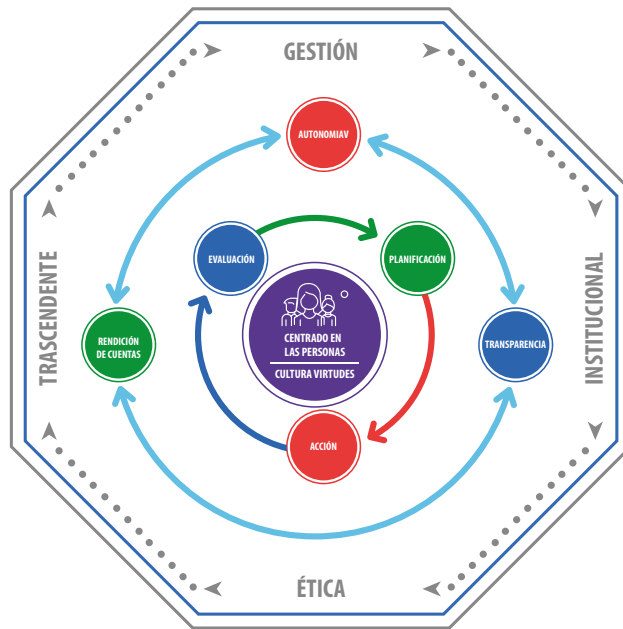 GESTIÓN
AUTONOMIAV
EVALUACIÓN
PLANIFICACIÓN
TRASCENDENTE
INSTITUCIONAL
RENDICIÓN
DE CUENTAS
CENTRADO EN
LAS PERSONAS
CULTURA VIRTUDES
TRANSPARENCIA
ACCIÓN
ÉTICA